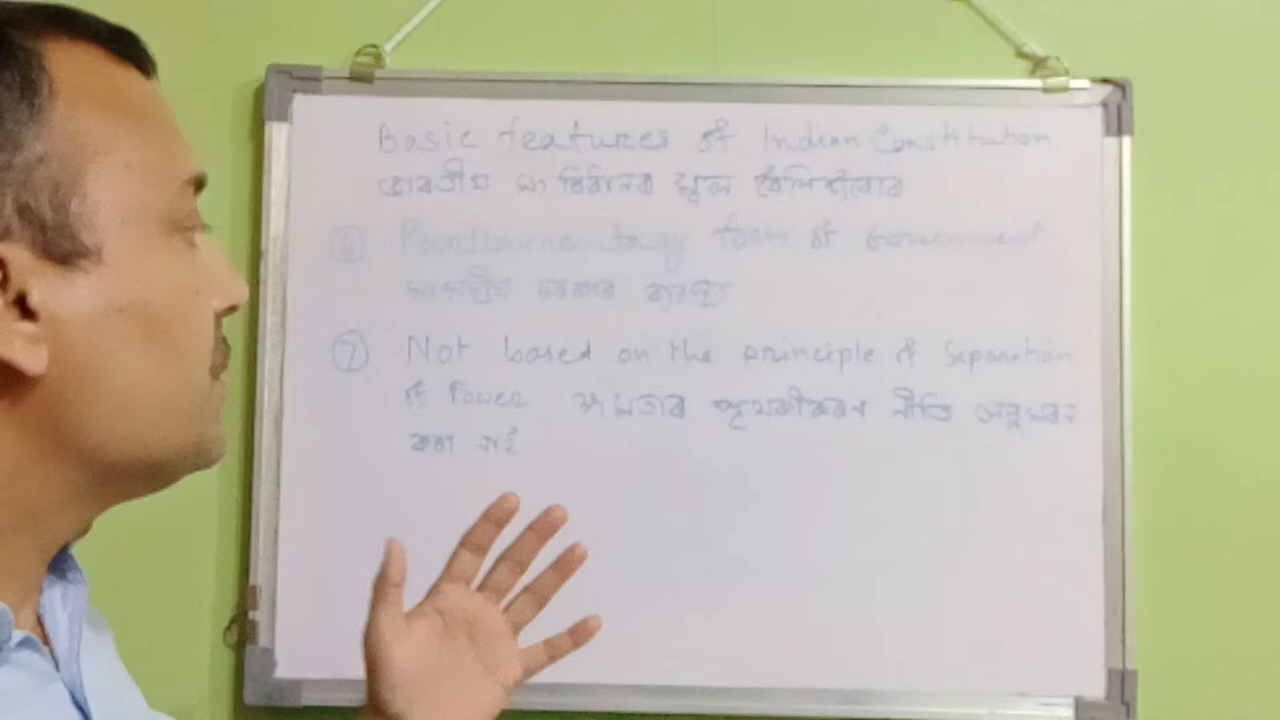 Basic features of Indian Constitution
ভাৰতীয় সংবিধানৰ মূল বৈশিষ্ট্যবোৰ
⑥ Parliamentary form of Government
সংসদীয় চৰকাৰ ব্যৱস্থা
⑦ Not based on the principle of Separation
of Power ক্ষমতাৰ পৃথকীকৰণ নীতি অনুসৰণ
কৰা নাই